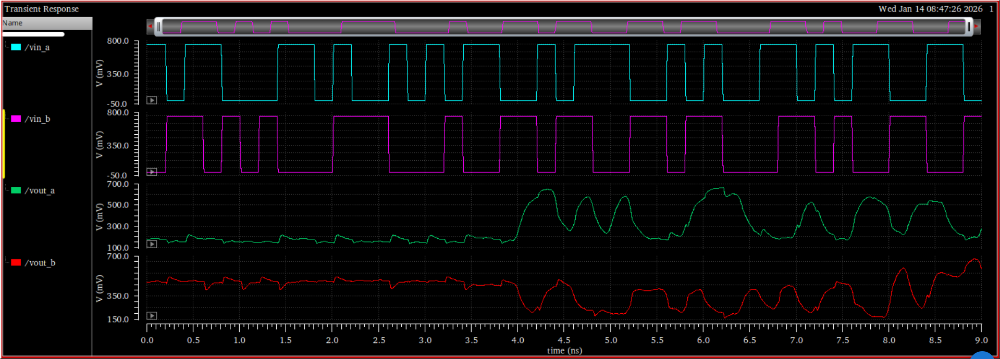 Transient Response
Wed Jan 14 08:47:26 2026 1
Name
/vin_a
800.0
350.0
-50.0
V (mV)
/vin_b
800.0
350.0
-50.0
V (mV)
/vout_a
700.0
500.0
300.0
100.0
V (mV)
/vout_b
700.0
350.0
150.0
V (mV)
0.0 0.5 1.0 1.5 2.0 2.5 3.0 3.5 4.0 4.5 5.0 5.5 6.0 6.5 7.0 7.5 8.0 8.5 9.0
time (ns)